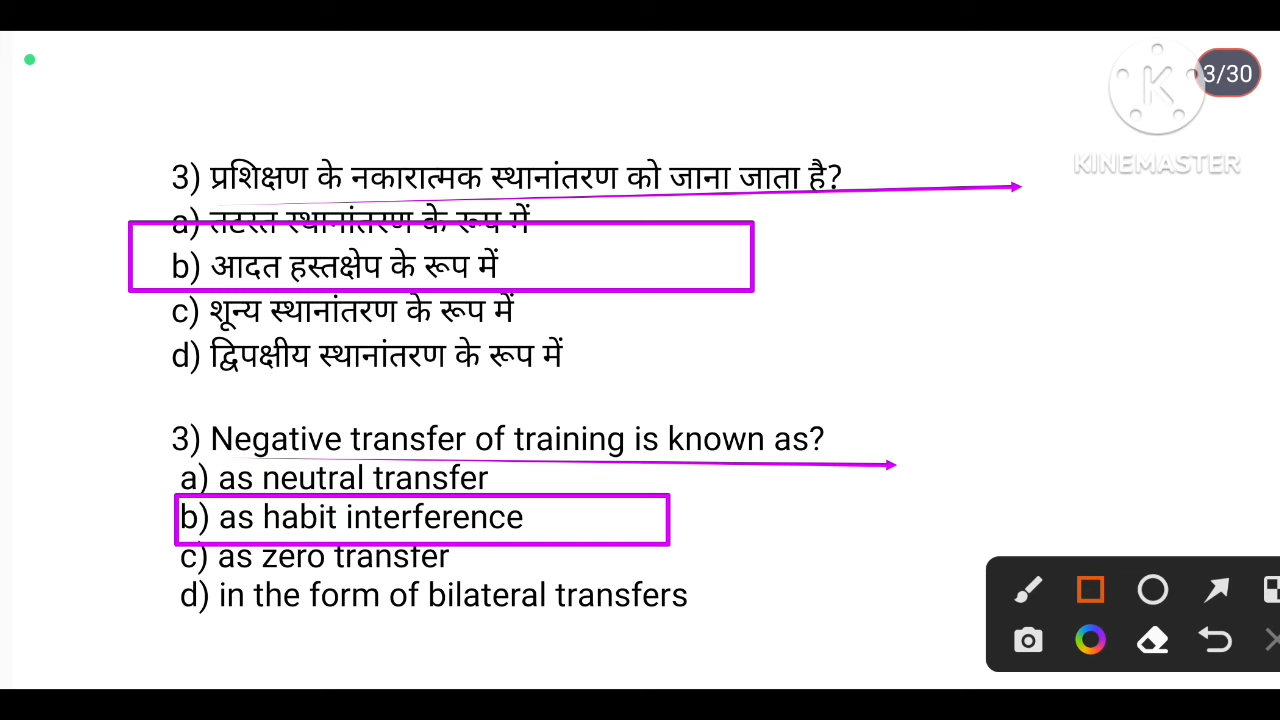 3/30
KINEMASTER
3) प्रशिक्षण के नकारात्मक स्थानांतरण को जाना जाता है?
a) तटस्त स्थानांतरण के रूप में
b) आदत हस्तक्षेप के रूप में
c) शून्य स्थानांतरण के रूप में
d) द्विपक्षीय स्थानांतरण के रूप में
3) Negative transfer of training is known as?
a) as neutral transfer
b) as habit interference
c) as zero transfer
d) in the form of bilateral transfers